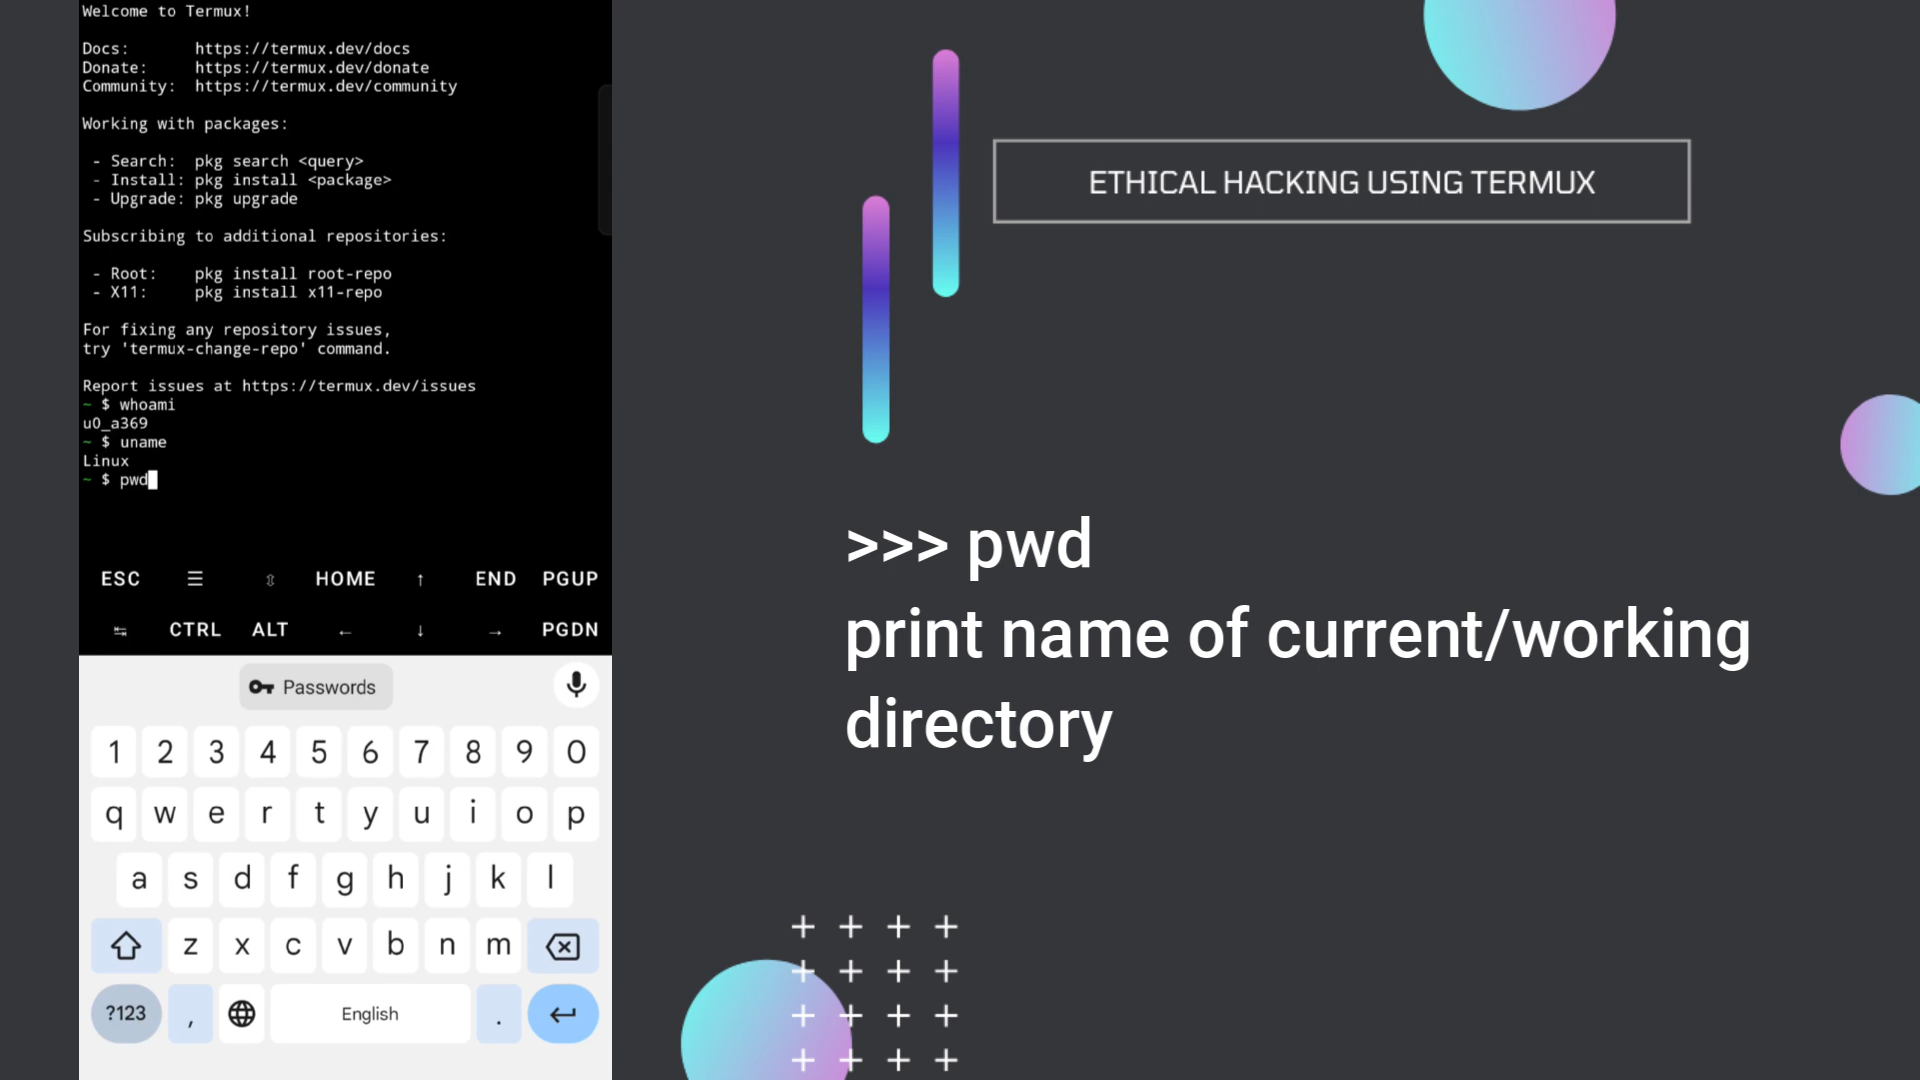 Welcome to Termux!
Docs: https://termux.dev/docs
Donate: https://termux.dev/donate
Community: https://termux.dev/community
Working with packages:
- Search: pkg search <query>
- Install: pkg install <package>
- Upgrade: pkg upgrade
Subscribing to additional repositories:
- Root: pkg install root-repo
- X11: pkg install x11-repo
For fixing any repository issues,
try 'termux-change-repo' command.
Report issues at https://termux.dev/issues
~ $ whoami
u0_a369
~ $ uname
Linux
~ $ pwd
ESC ☰ ⇳ HOME ↑ END PGUP
↹ CTRL ALT ← ↓ → PGDN
Passwords
1 2 3 4 5 6 7 8 9 0
q w e r t y u i o p
a s d f g h j k l
z x c v b n m
?123 , English .
ETHICAL HACKING USING TERMUX
>>> pwd
print name of current/working
directory